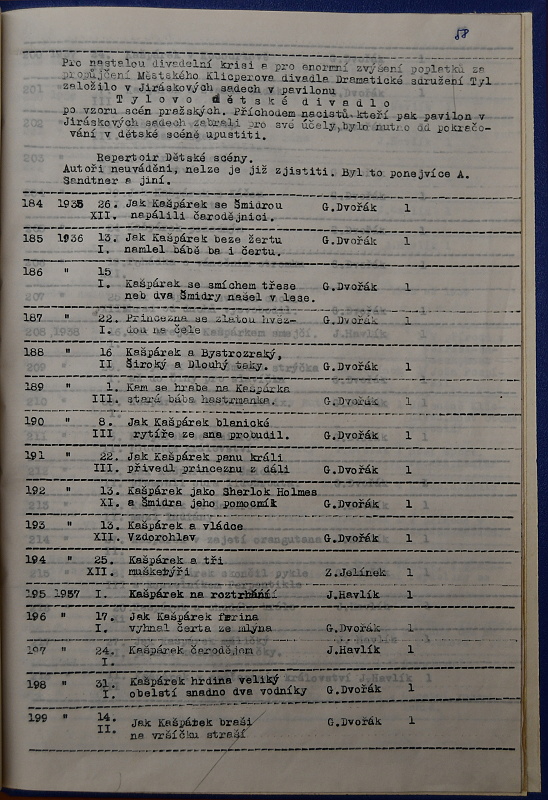 58
Pro nastalou divadelní krisi a pro enormní zvýšení poplatků za
propůjčení Městského Klicperova divadla Dramatické sdružení Tyl
založilo v Jiráskových sadech v pavilonu
Tylovo dětské divadlo
po vzoru scén pražských. Příchodem nacistů, kteří pak pavilon v
Jiráskových sadech zabrali pro své účely, bylo nutno od pokračo-
vání v dětské scéně upustiti.
Repertoir Dětské scény.
Autoři neuvádění, nelze je již zjistiti. Byl to ponejvíce A.
Sandtner a jiní.
184 1935 26. Jak Kašpárek se Šmidrou G.Dvořák 1
XII. napálili čarodějnici.
185 1936 13. Jak Kašpárek beze žertu G.Dvořák 1
I. namlel bábě ba i čertu.
186 " 15
I. Kašpárek se smíchem třese G.Dvořák 1
neb dva Šmidry našel v lese.
187 " 22. Princezna se zlatou hvěz- G.Dvořák 1
I. dou na čele
188 " 16 Kašpárek a Bystrozraký,
II Široký a Dlouhý taky. G.Dvořák 1
189 " 1. Kam se hrabe na Kašpárka
III. stará bába hastrmanka. G.Dvořák 1
190 " 8. Jak Kašpárek blanické
III rytíře ze sna probudil. G.Dvořák 1
191 " 22. Jak Kašpárek panu králi
III. přivedl princeznu z dáli G.Dvořák 1
192 " 13. Kašpárek jako Sherlok Holmes
XI. a Šmidra jeho pomocník G.Dvořák 1
193 " 13. Kašpárek a vládce
XII. Vzdorohlav G.Dvořák 1
194 " 25. Kašpárek a tři
XII. mušketýři Z.Jelínek 1
195 1937 I. Kašpárek na roztrhání J.Havlík 1
196 " 17. Jak Kašpárek ferina
I. vyhnal čerta ze mlýna G.Dvořák 1
197 " 24. Kašpárek čarodějem J.Havlík 1
I.
198 " 31. Kašpárek hrdina veliký
I. obelstí snadno dva vodníky G.Dvořák 1
199 " 14. Jak Kašpárek braši G.Dvořák 1
II. na vršíčku straší